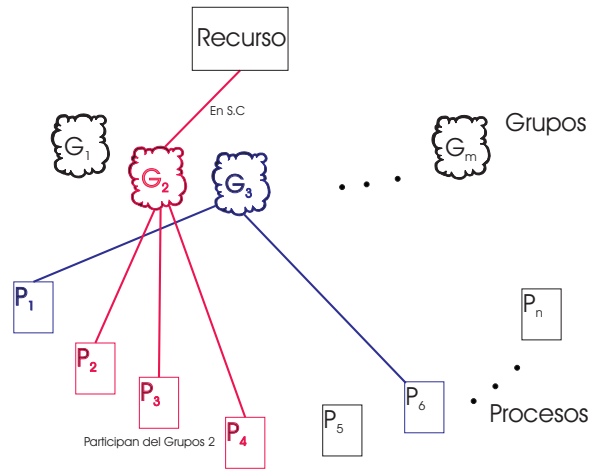 Recurso
En S.C
Grupos
G1
G2
G3
Gm
P1
Pn
P2
P3
P4
P5
P6
Procesos
Participan del Grupos 2